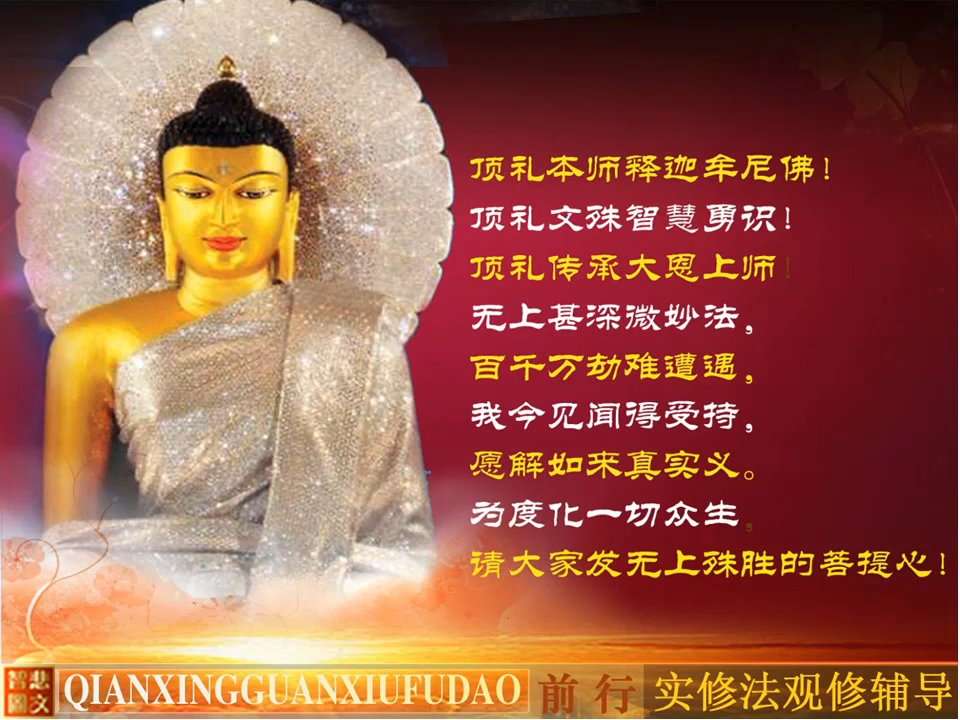 顶礼本师释迦牟尼佛!
顶礼文殊智慧勇识!
顶礼传承大恩上师!
无上甚深微妙法,
百千万劫难遭遇,
我今见闻得受持,
愿解如来真实义。
为度化一切众生,
请大家发无上殊胜的菩提心!
智悲
图文
QIANXINGGUANXIUFUDAO 前行 实修法观修辅导